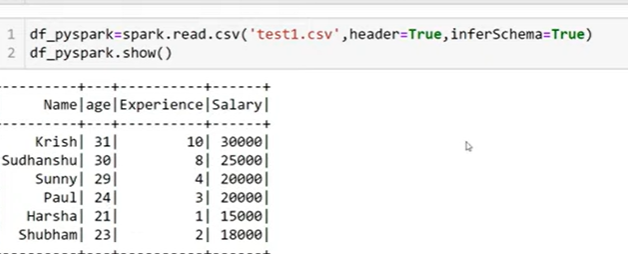 1 df_pyspark=spark.read.csv('test1.csv',header=True,inferSchema=True)
2 df_pyspark.show()
----------+---+----------+------+
Name|age|Experience|Salary|
----------+---+----------+------+
Krish| 31| 10| 30000|
Sudhanshu| 30| 8| 25000|
Sunny| 29| 4| 20000|
Paul| 24| 3| 20000|
Harsha| 21| 1| 15000|
Shubham| 23| 2| 18000|
----------+---+----------+------+